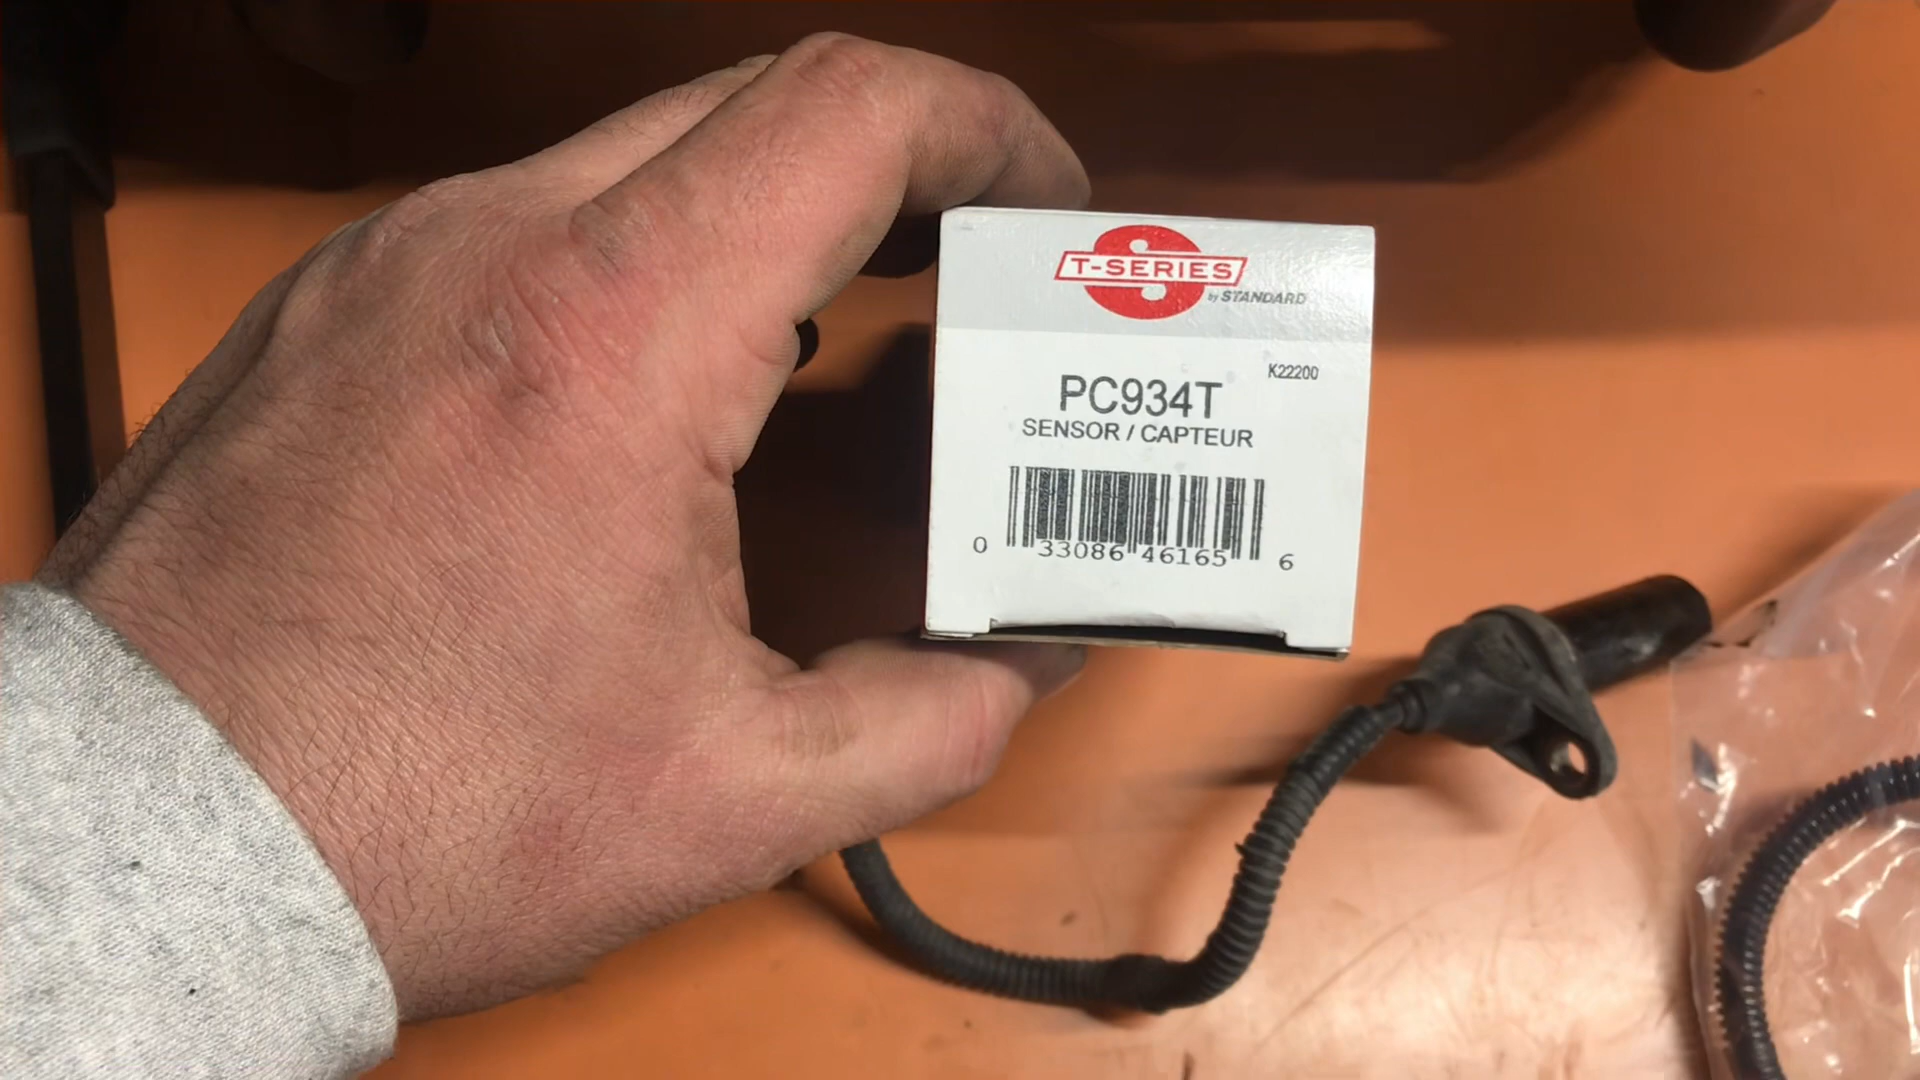 T-SERIES
by STANDARD
K22200
PC934T
SENSOR / CAPTEUR
0 33086 46165 6